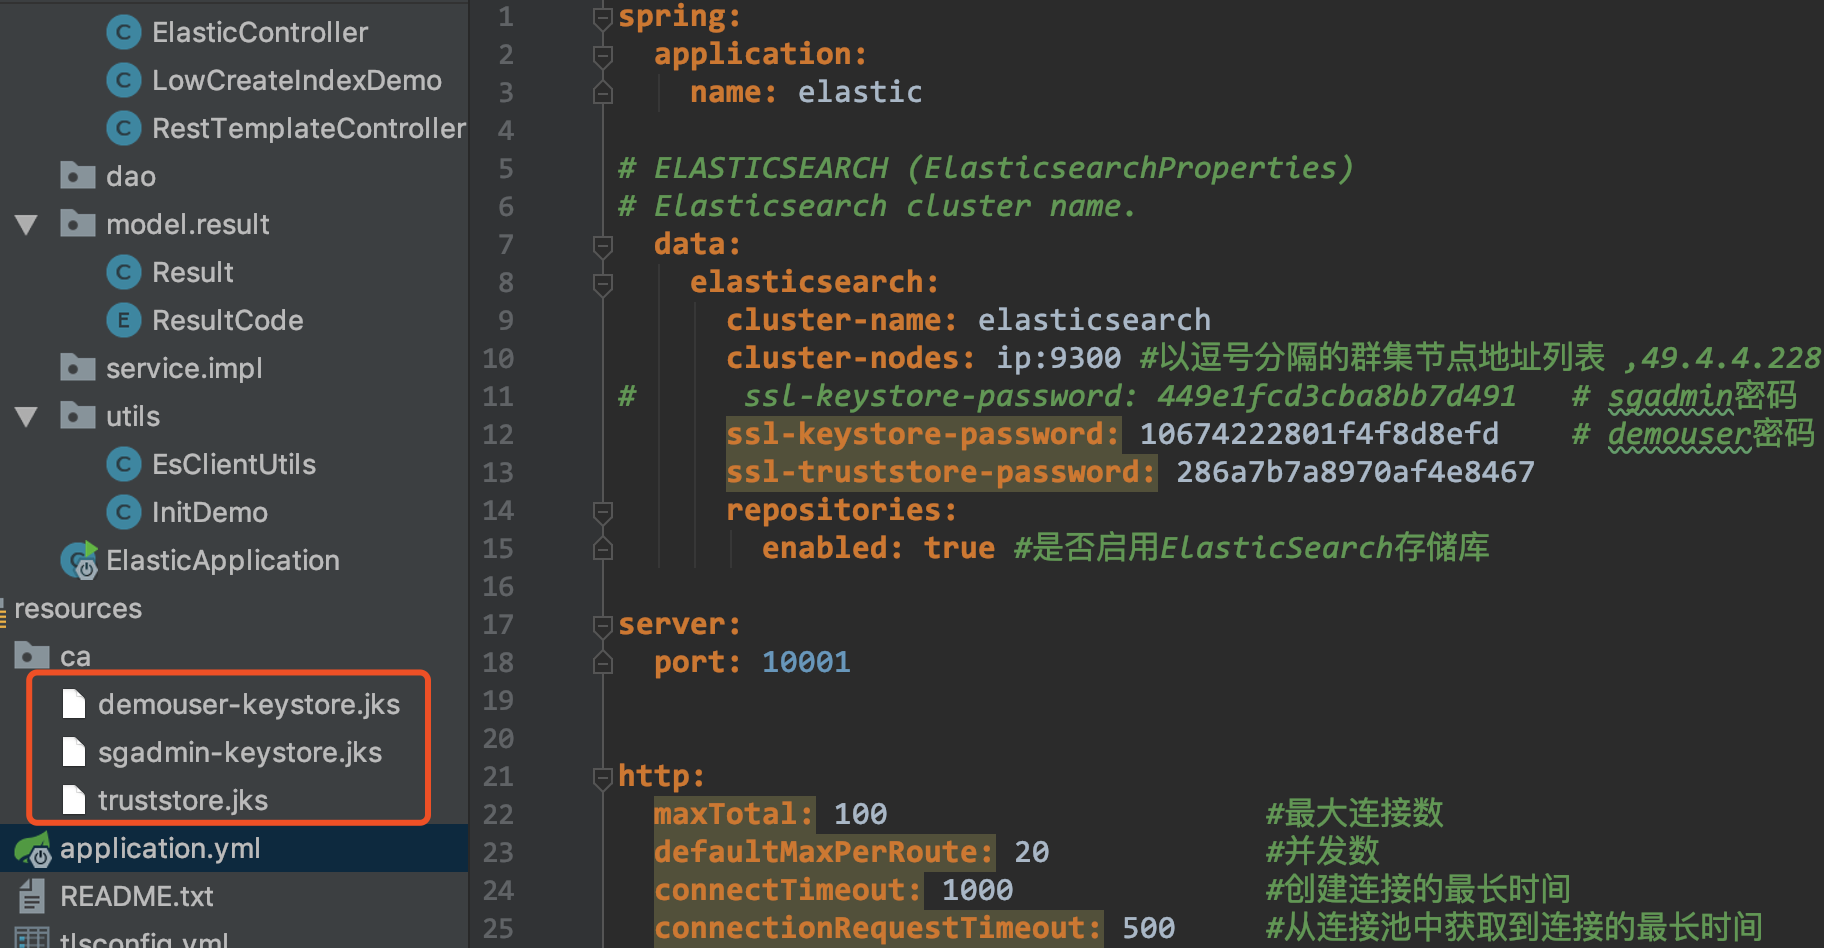 ElasticController
LowCreateIndexDemo
RestTemplateController
dao
model.result
Result
ResultCode
service.impl
utils
EsClientUtils
InitDemo
ElasticApplication
resources
ca
demouser-keystore.jks
sgadmin-keystore.jks
truststore.jks
application.yml
README.txt
tlsconfig.yml
1 spring:
2 application:
3 name: elastic
4
5 # ELASTICSEARCH (ElasticsearchProperties)
6 # Elasticsearch cluster name.
7 data:
8 elasticsearch:
9 cluster-name: elasticsearch
10 cluster-nodes: ip:9300 #以逗号分隔的群集节点地址列表 ,49.4.4.228
11 # ssl-keystore-password: 449e1fcd3cba8bb7d491 # sgadmin密码
12 ssl-keystore-password: 10674222801f4f8d8efd # demouser密码
13 ssl-truststore-password: 286a7b7a8970af4e8467
14 repositories:
15 enabled: true #是否启用ElasticSearch存储库
16
17 server:
18 port: 10001
19
20
21 http:
22 maxTotal: 100 #最大连接数
23 defaultMaxPerRoute: 20 #并发数
24 connectTimeout: 1000 #创建连接的最长时间
25 connectionRequestTimeout: 500 #从连接池中获取到连接的最长时间